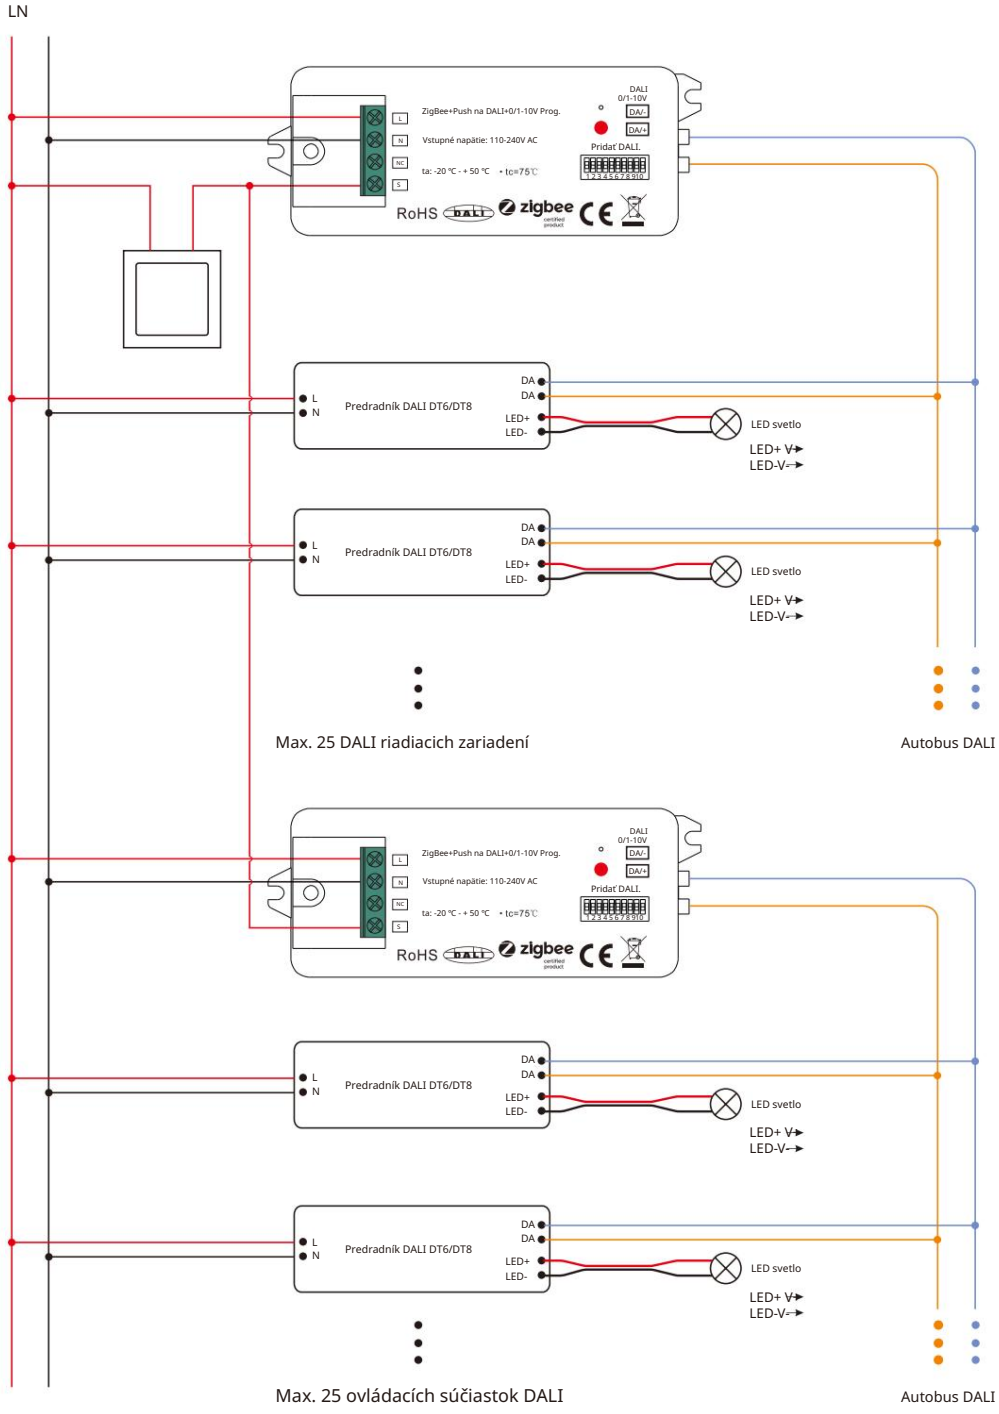 LN
DALI
0/1-10V
ZigBee+Push na DALI+0/1-10V Prog.
DA/-
L
DA/+
N
Vstupné napätie: 110-240V AC
Pridať DALI.
NC
ta: -20 °C - + 50 °C • tc=75℃
1 2 3 4 5 6 7 8 9 10
S
RoHS DALI zigbee CE
certified
product
DA
DA
L
Predradník DALI DT6/DT8
N
LED+
LED-
LED svetlo
LED+ V
LED-V-
DA
DA
L
Predradník DALI DT6/DT8
N
LED+
LED-
LED svetlo
LED+ V
LED-V-
Max. 25 DALI riadiacich zariadení
Autobus DALI
DALI
0/1-10V
ZigBee+Push na DALI+0/1-10V Prog.
DA/-
L
DA/+
N
Vstupné napätie: 110-240V AC
Pridať DALI.
NC
ta: -20 °C - + 50 °C • tc=75℃
1 2 3 4 5 6 7 8 9 10
S
RoHS DALI zigbee CE
certified
product
DA
DA
L
Predradník DALI DT6/DT8
N
LED+
LED-
LED svetlo
LED+ V
LED-V-
DA
DA
L
Predradník DALI DT6/DT8
N
LED+
LED-
LED svetlo
LED+ V
LED-V-
Max. 25 ovládacích súčiastok DALI
Autobus DALI